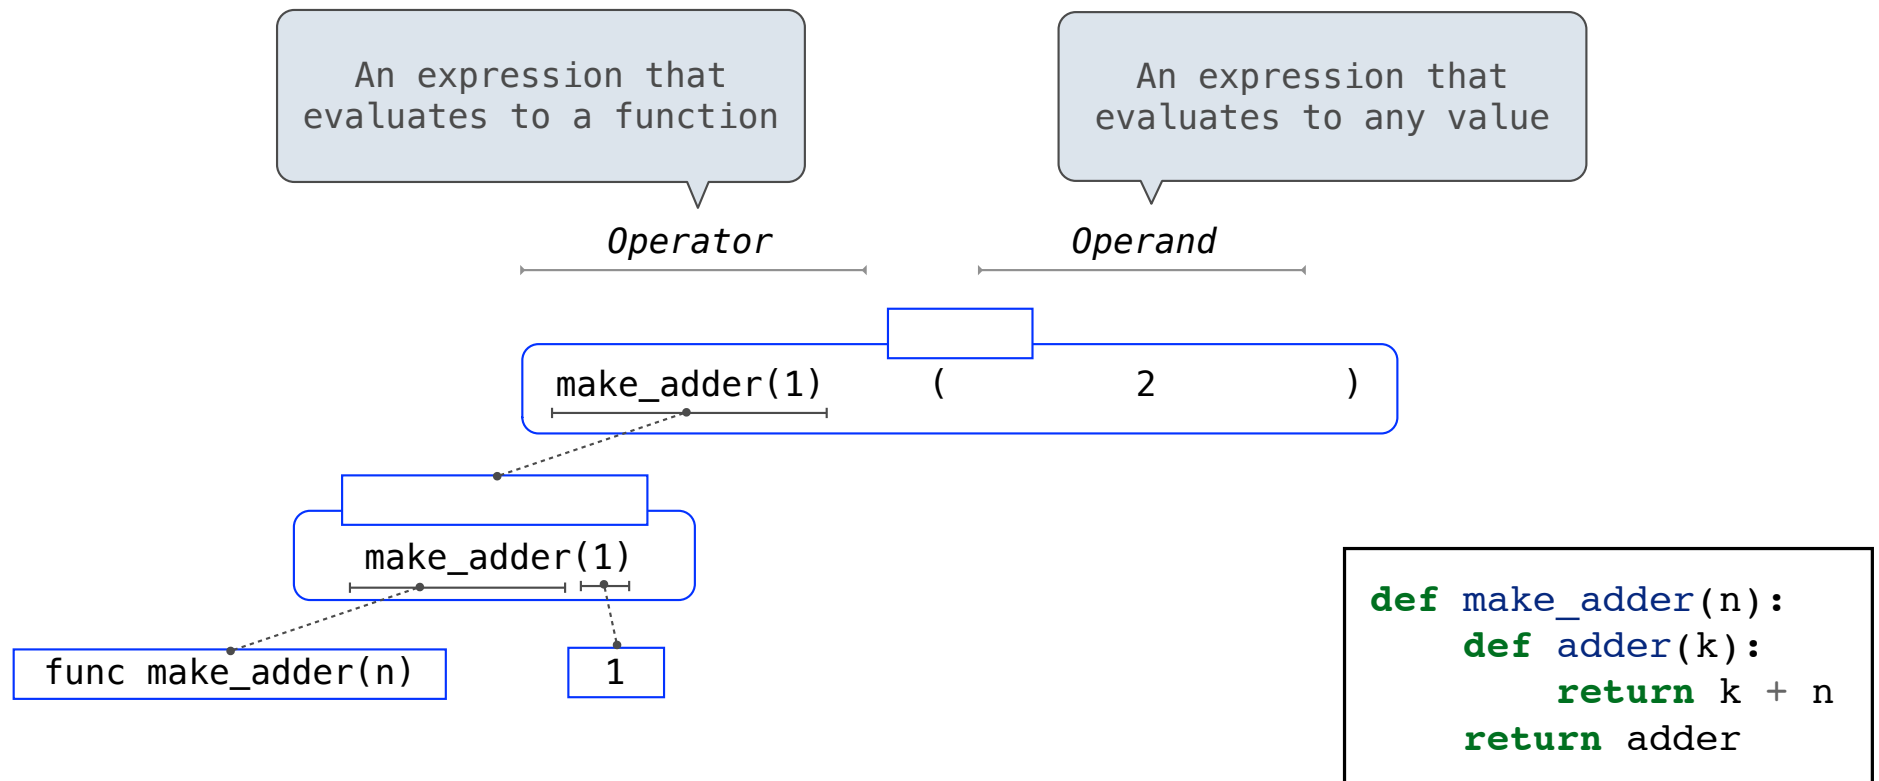 An expression that
evaluates to a function
An expression that
evaluates to any value
Operator
Operand
make_adder(1) ( 2 )
make_adder(1)
func make_adder(n)
1
def make_adder(n):
    def adder(k):
        return k + n
    return adder